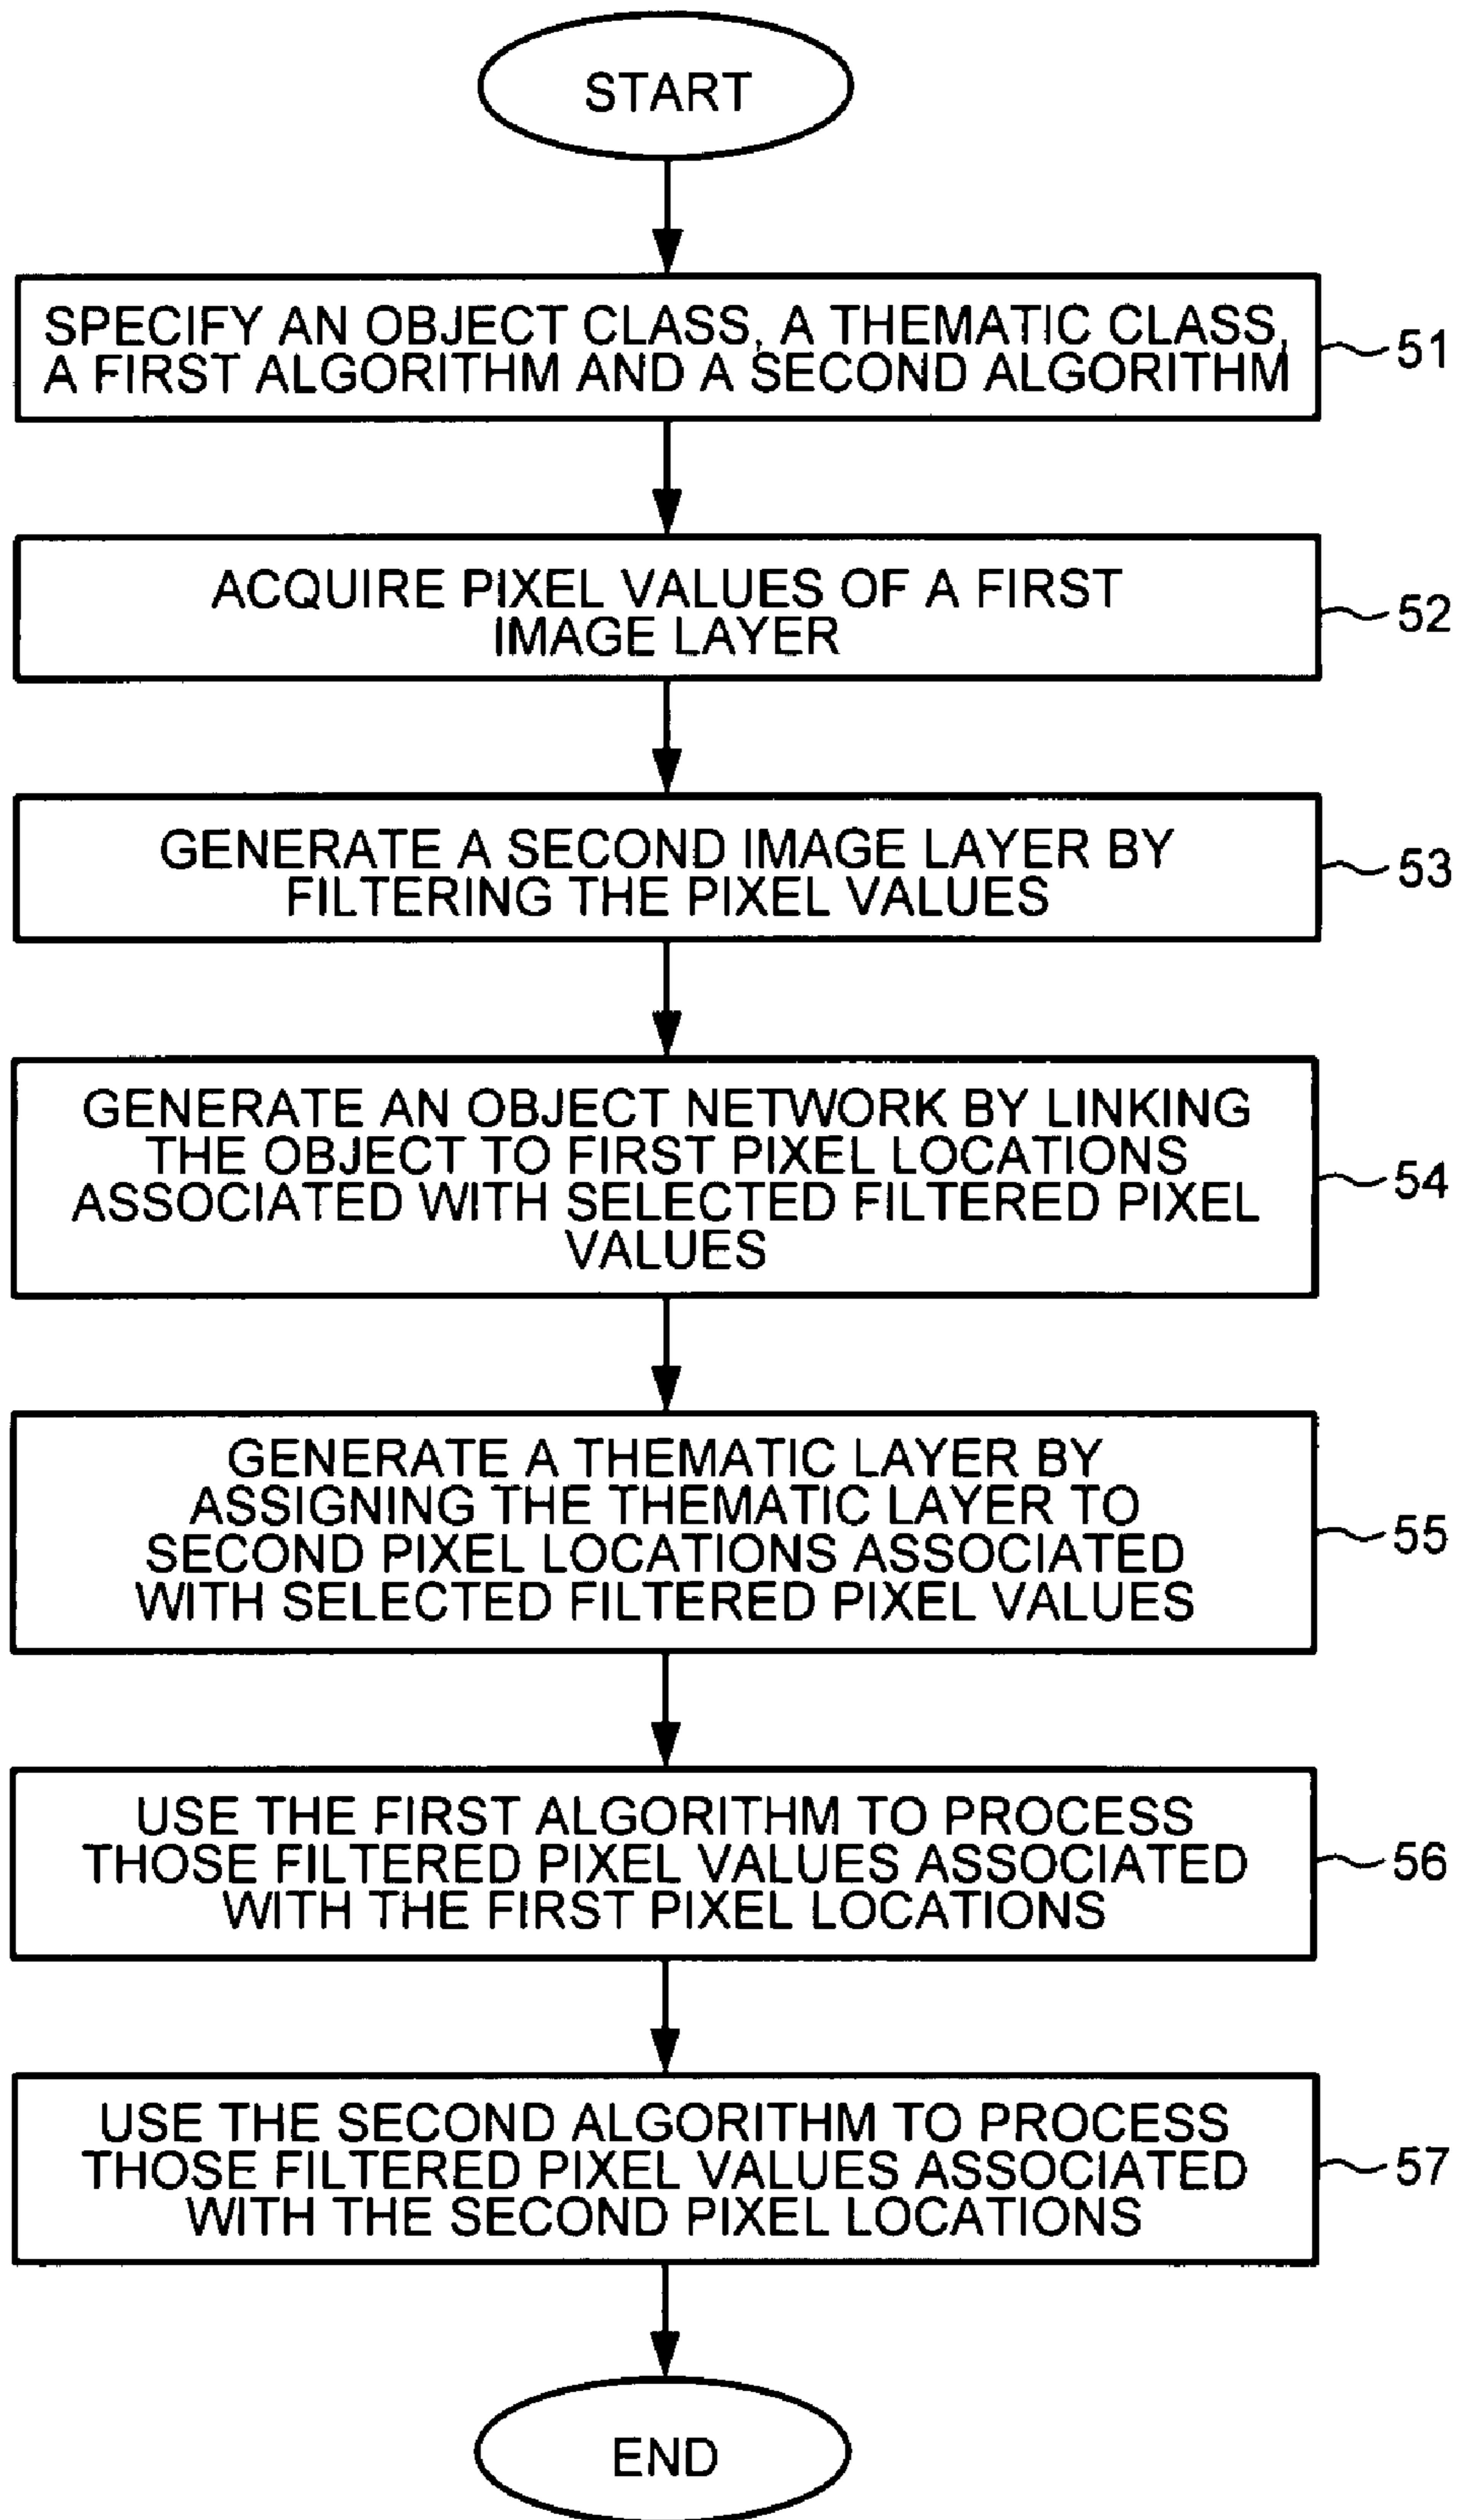 START
SPECIFY AN OBJECT CLASS, A THEMATIC CLASS,
A FIRST ALGORITHM AND A SECOND ALGORITHM
51
ACQUIRE PIXEL VALUES OF A FIRST
IMAGE LAYER
52
GENERATE A SECOND IMAGE LAYER BY
FILTERING THE PIXEL VALUES
53
GENERATE AN OBJECT NETWORK BY LINKING
THE OBJECT TO FIRST PIXEL LOCATIONS
ASSOCIATED WITH SELECTED FILTERED PIXEL
VALUES
54
GENERATE A THEMATIC LAYER BY
ASSIGNING THE THEMATIC LAYER TO
SECOND PIXEL LOCATIONS ASSOCIATED
WITH SELECTED FILTERED PIXEL VALUES
55
USE THE FIRST ALGORITHM TO PROCESS
THOSE FILTERED PIXEL VALUES ASSOCIATED
WITH THE FIRST PIXEL LOCATIONS
56
USE THE SECOND ALGORITHM TO PROCESS
THOSE FILTERED PIXEL VALUES ASSOCIATED
WITH THE SECOND PIXEL LOCATIONS
57
END